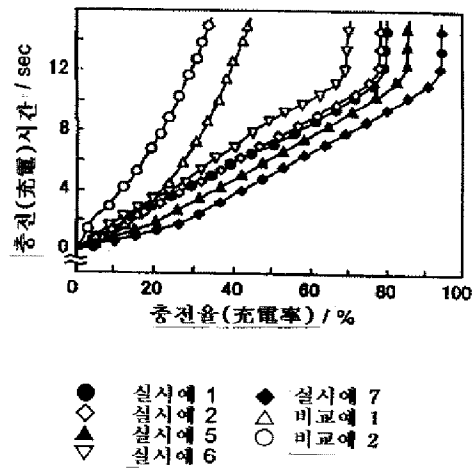 충전(充電)시간 / sec
12
8
4
0
0 20 40 60 80 100
충전율(充電率) / %
● 실시예 1
◇ 실시예 2
▲ 실시예 5
▽ 실시예 6
◆ 실시예 7
△ 비교예 1
○ 비교예 2